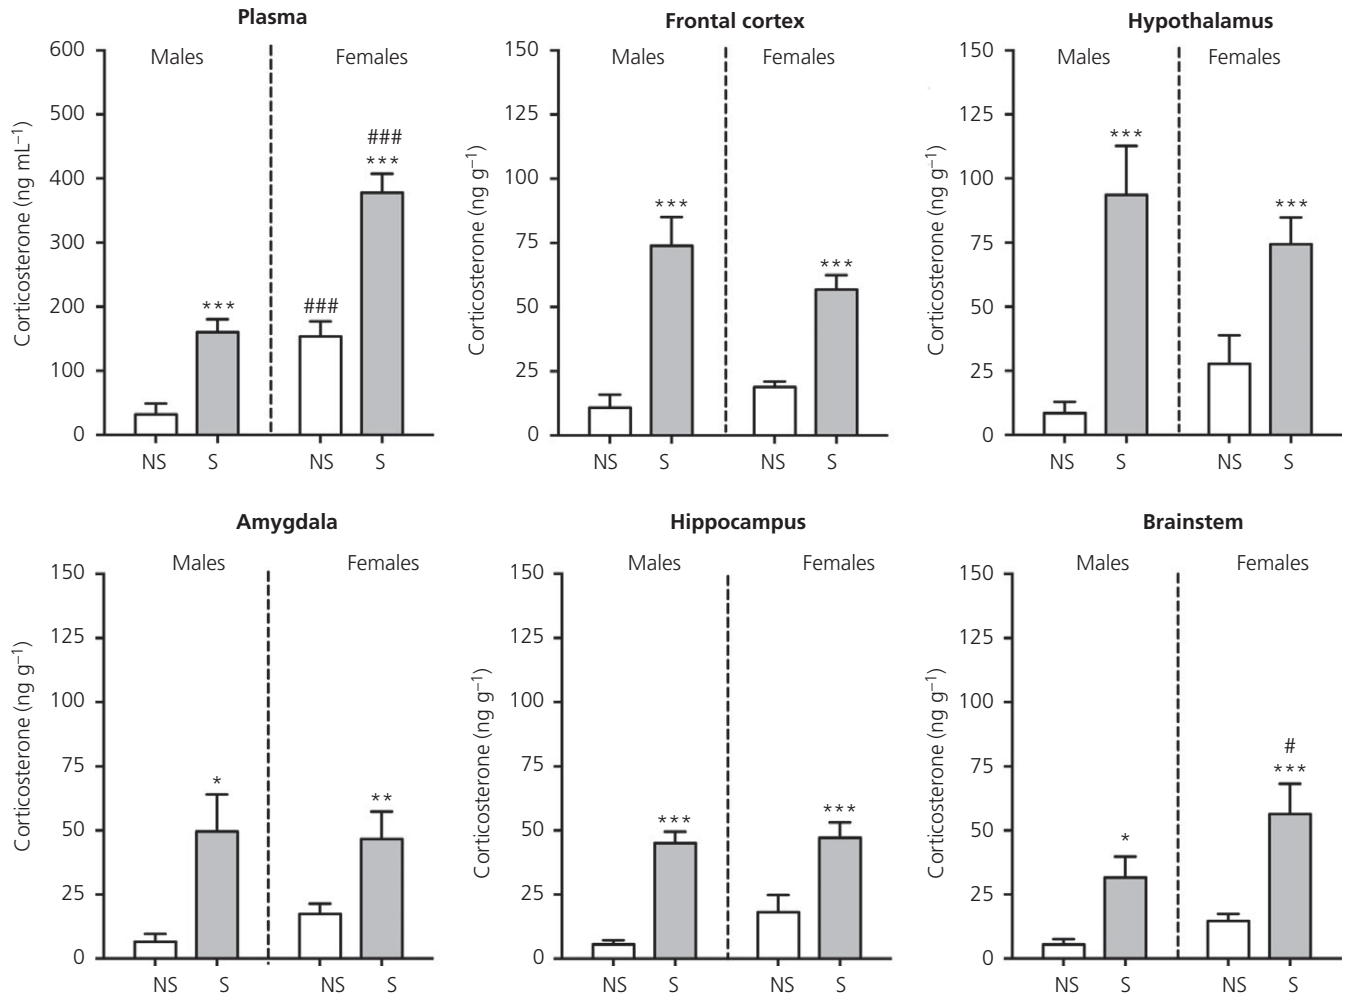 Plasma
Males
Females
Corticosterone (ng mL⁻¹)
600
500
400
300
200
100
0
***
###
###
***
NS
S
NS
S
Frontal cortex
Males
Females
Corticosterone (ng g⁻¹)
150
125
100
75
50
25
0
***
***
NS
S
NS
S
Hypothalamus
Males
Females
Corticosterone (ng g⁻¹)
150
125
100
75
50
25
0
***
***
NS
S
NS
S
Amygdala
Males
Females
Corticosterone (ng g⁻¹)
150
125
100
75
50
25
0
*
**
NS
S
NS
S
Hippocampus
Males
Females
Corticosterone (ng g⁻¹)
150
125
100
75
50
25
0
***
***
NS
S
NS
S
Brainstem
Males
Females
Corticosterone (ng g⁻¹)
150
125
100
75
50
25
0
*
#
***
NS
S
NS
S